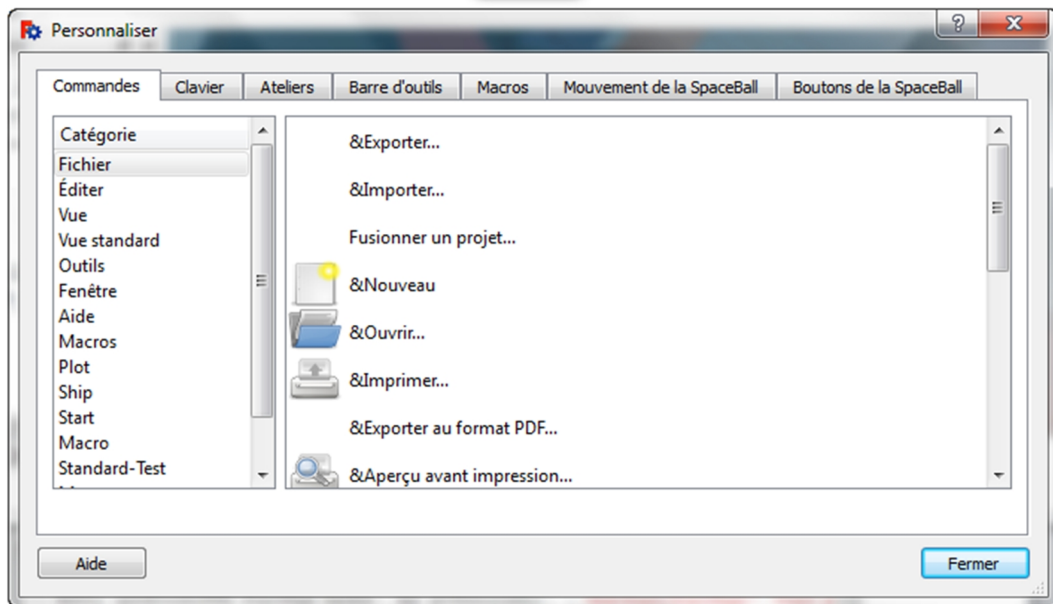 Personnaliser
Commandes Clavier Ateliers Barre d'outils Macros Mouvement de la SpaceBall Boutons de la SpaceBall
Catégorie
Fichier
Éditer
Vue
Vue standard
Outils
Fenêtre
Aide
Macros
Plot
Ship
Start
Macro
Standard-Test
&Exporter...
&Importer...
Fusionner un projet...
&Nouveau
&Ouvrir...
&Imprimer...
&Exporter au format PDF...
&Aperçu avant impression...
Aide
Fermer